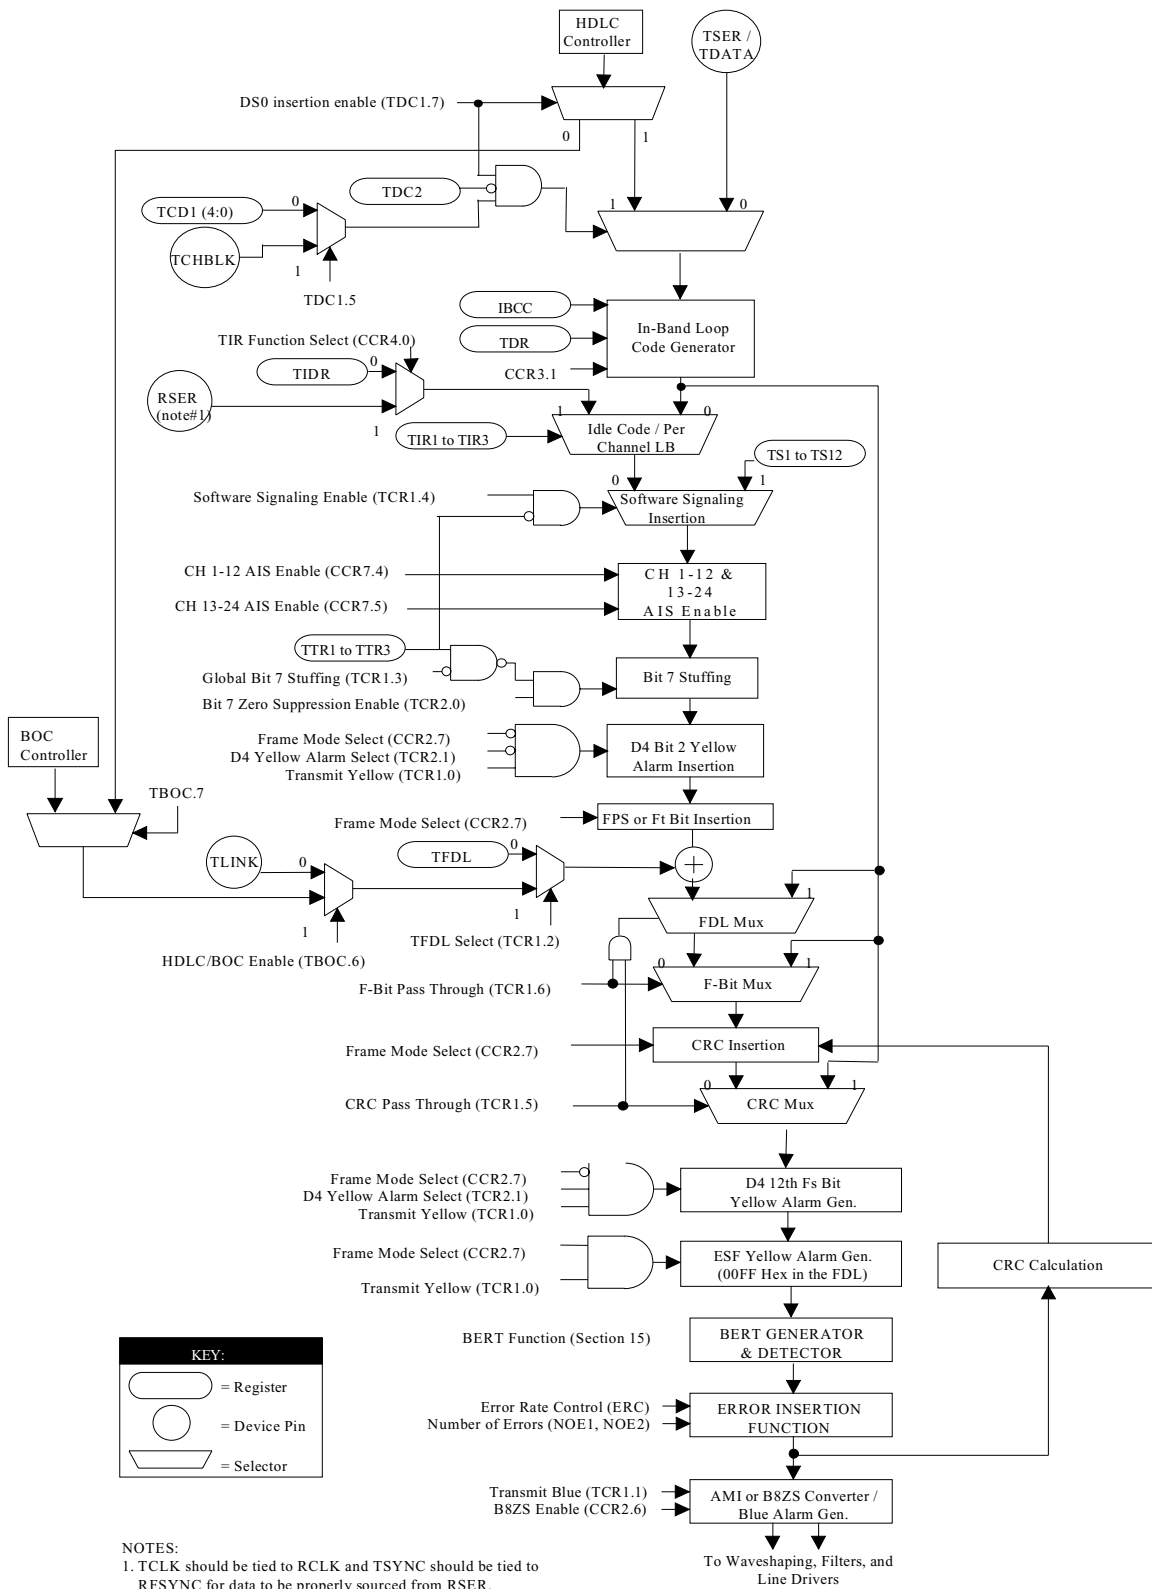 HDLC
Controller
TSER /
TDATA
DS0 insertion enable (TDC1.7)
0
1
TDC2
TCD1 (4:0)
0
1
0
TCHBLK
1
TDC1.5
IBCC
In-Band Loop
Code Generator
TDR
TIR Function Select (CCR4.0)
CCR3.1
0
TIDR
RSER
(note#1)
1
1
0
Idle Code / Per
Channel LB
TIR1 to TIR3
TS1 to TS12
0
1
Software Signaling Enable (TCR1.4)
Software Signaling
Insertion
CH 1-12 AIS Enable (CCR7.4)
CH 1-12 &
13-24
AIS Enable
CH 13-24 AIS Enable (CCR7.5)
TTR1 to TTR3
Global Bit 7 Stuffing (TCR1.3)
Bit 7 Stuffing
Bit 7 Zero Suppression Enable (TCR2.0)
BOC
Controller
Frame Mode Select (CCR2.7)
D4 Yellow Alarm Select (TCR2.1)
Transmit Yellow (TCR1.0)
D4 Bit 2 Yellow
Alarm Insertion
TBOC.7
Frame Mode Select (CCR2.7)
FPS or Ft Bit Insertion
TLINK
0
TFDL
0
1
1
TFDL Select (TCR1.2)
1
FDL Mux
HDLC/BOC Enable (TBOC.6)
0
1
F-Bit Pass Through (TCR1.6)
F-Bit Mux
Frame Mode Select (CCR2.7)
CRC Insertion
0
1
CRC Pass Through (TCR1.5)
CRC Mux
Frame Mode Select (CCR2.7)
D4 Yellow Alarm Select (TCR2.1)
Transmit Yellow (TCR1.0)
D4 12th Fs Bit
Yellow Alarm Gen.
Frame Mode Select (CCR2.7)
Transmit Yellow (TCR1.0)
ESF Yellow Alarm Gen.
(00FF Hex in the FDL)
CRC Calculation
BERT Function (Section 15)
BERT GENERATOR
& DETECTOR
KEY:
= Register
= Device Pin
= Selector
Error Rate Control (ERC)
Number of Errors (NOE1, NOE2)
ERROR INSERTION
FUNCTION
Transmit Blue (TCR1.1)
B8ZS Enable (CCR2.6)
AMI or B8ZS Converter /
Blue Alarm Gen.
To Waveshaping, Filters, and
Line Drivers
NOTES:
1. TCLK should be tied to RCLK and TSYNC should be tied to
RFSYNC for data to be properly sourced from RSER.